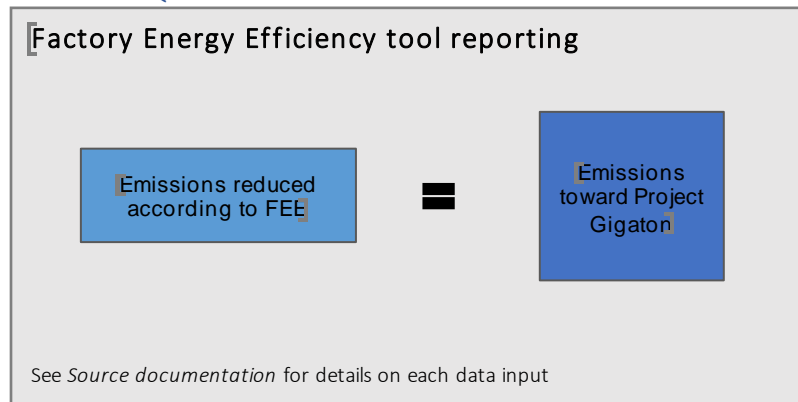 Factory Energy Efficiency tool reporting
Emissions reduced
according to FEE
=
Emissions
toward Project
Gigaton
See Source documentation for details on each data input